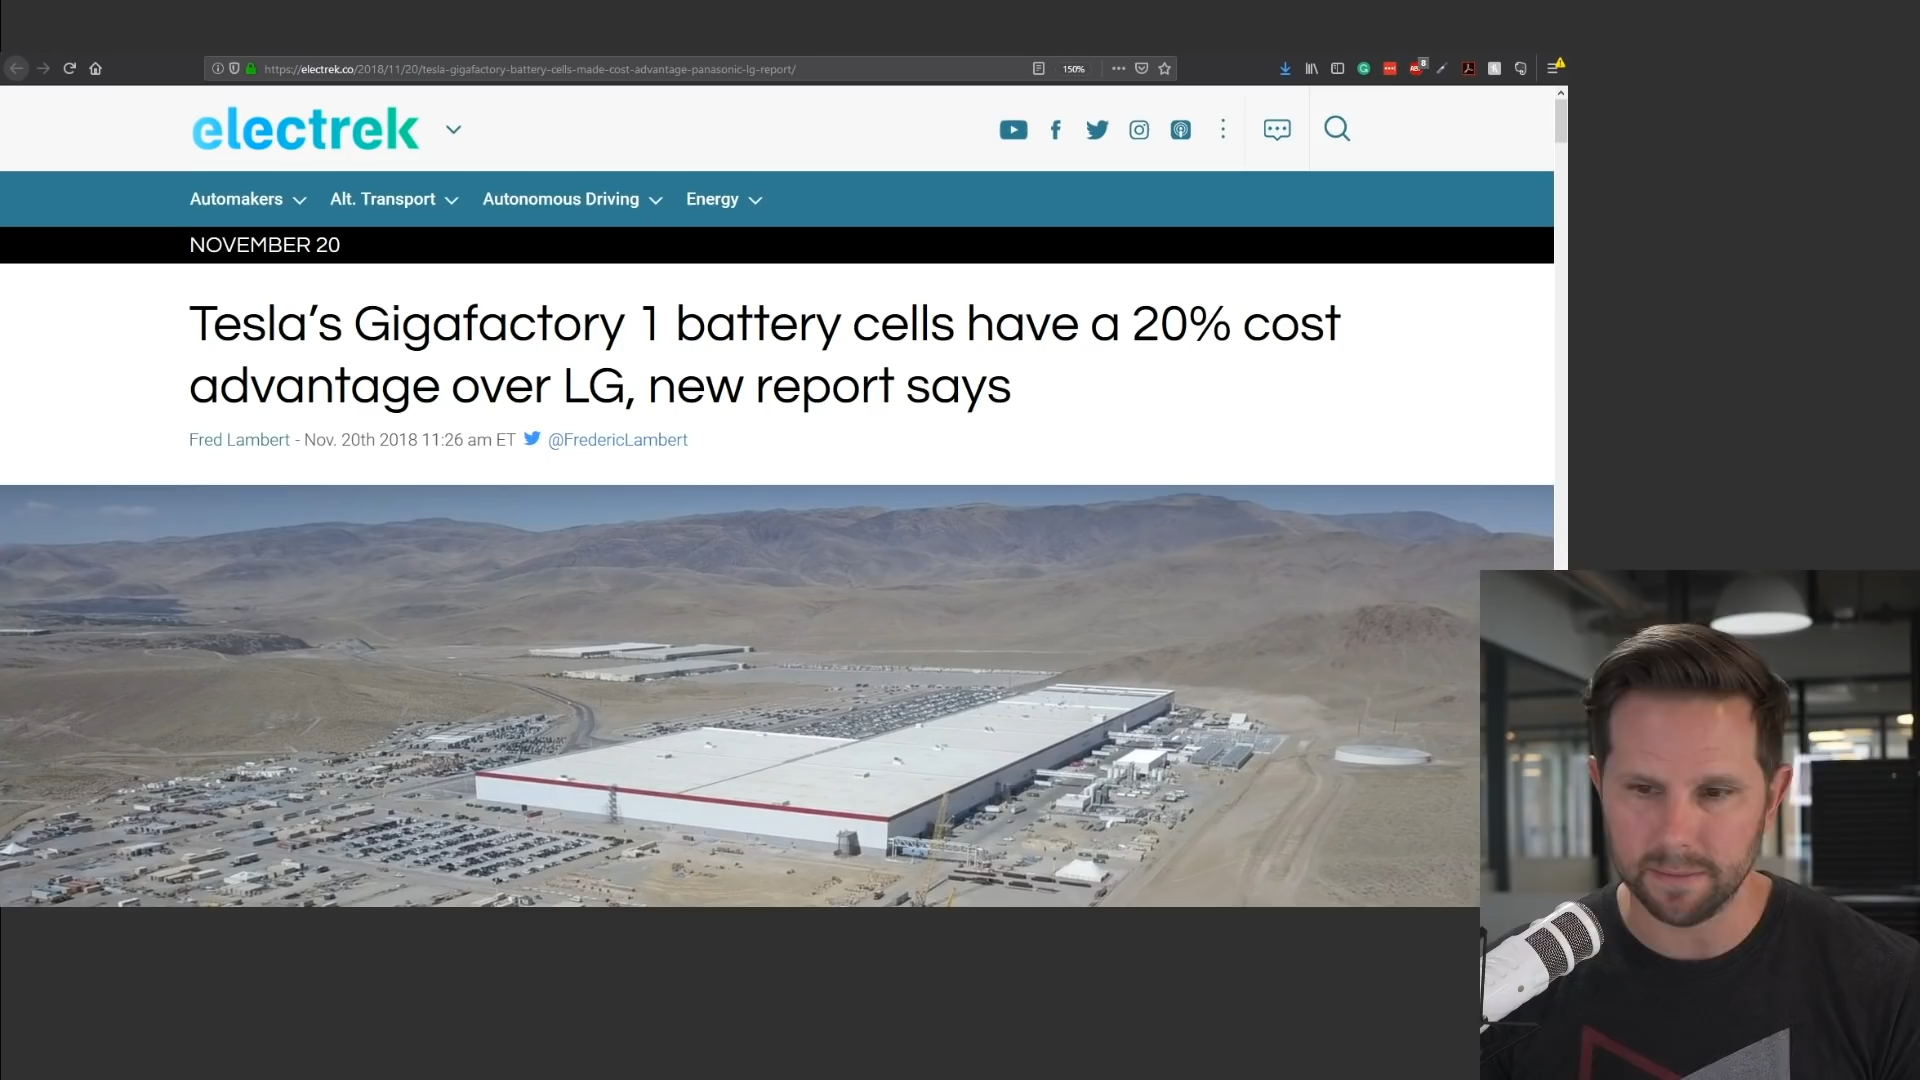 https://electrek.co/2018/11/20/tesla-gigafactory-battery-cells-made-cost-advantage-panasonic-lg-report/
150%
8
electrek
Automakers
Alt. Transport
Autonomous Driving
Energy
NOVEMBER 20
Tesla’s Gigafactory 1 battery cells have a 20% cost
advantage over LG, new report says
Fred Lambert - Nov. 20th 2018 11:26 am ET @FredericLambert